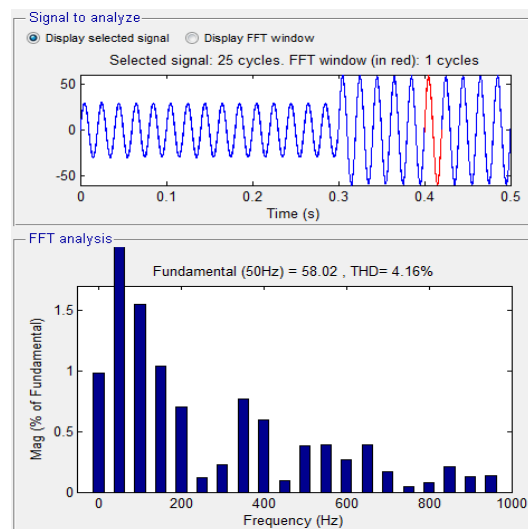 Signal to analyze
Display selected signal Display FFT window
Selected signal: 25 cycles. FFT window (in red): 1 cycles
50
0
-50
0 0.1 0.2 0.3 0.4 0.5
Time (s)
FFT analysis
Fundamental (50Hz) = 58.02 , THD= 4.16%
Mag (% of Fundamental)
1.5
1
0.5
0
0 200 400 600 800 1000
Frequency (Hz)